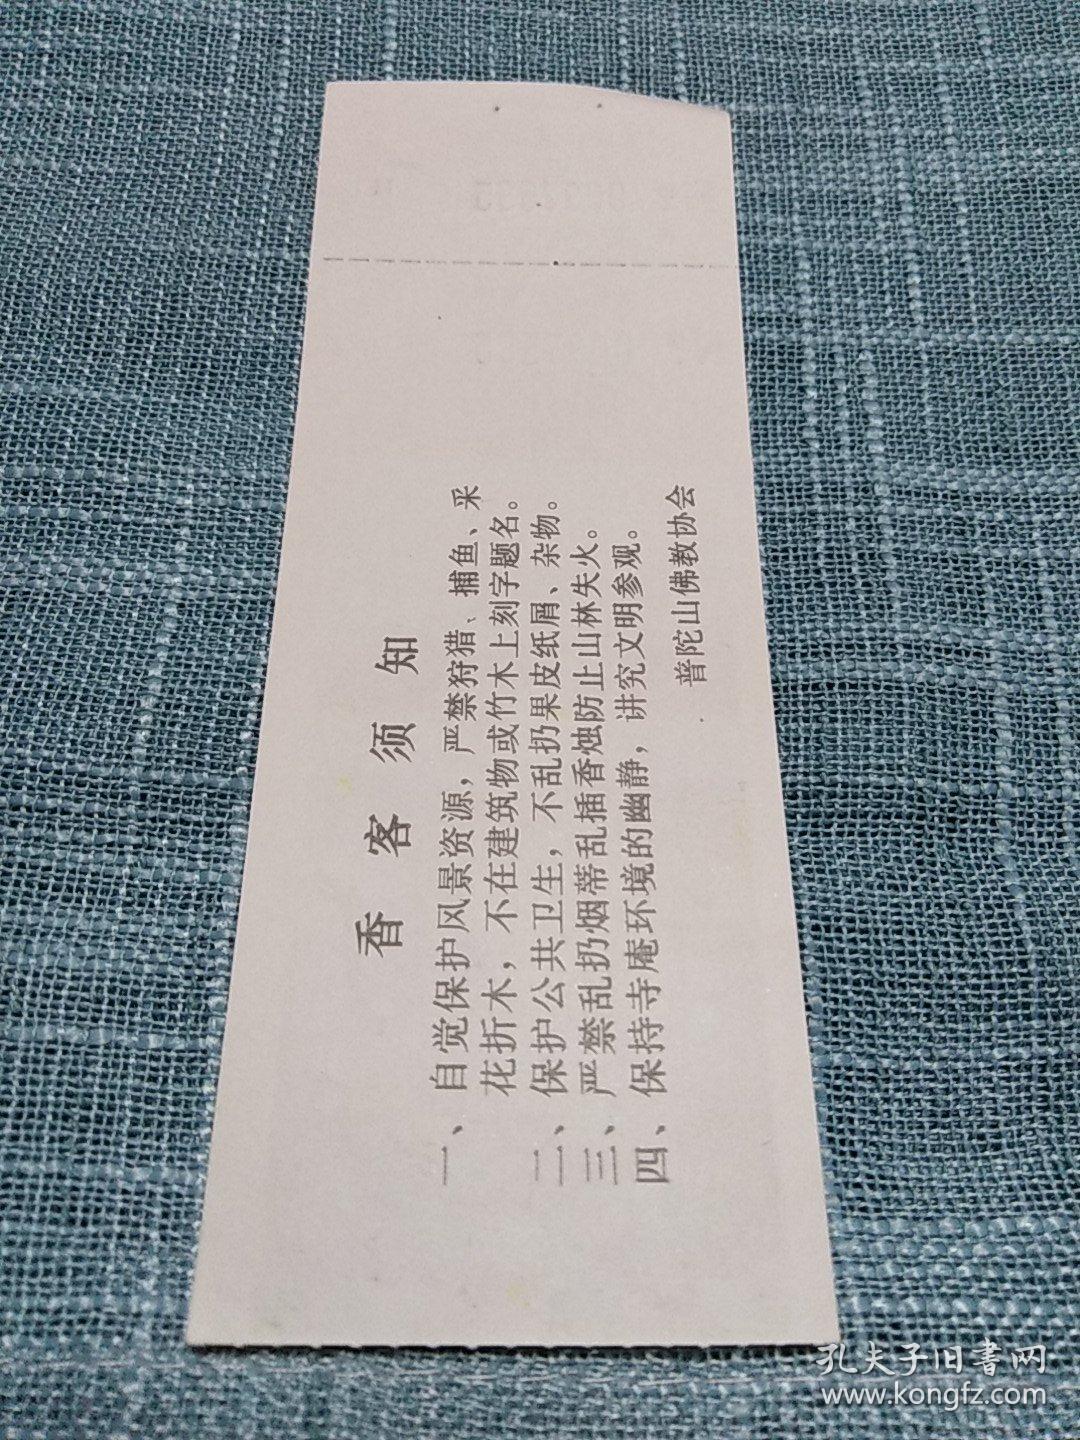 香客须知
一、自觉保护风景资源，严禁狩猎、捕鱼、采
花折木，不在建筑物或竹木上刻字题名。
二、保护公共卫生，不乱扔果皮纸屑、杂物。
三、严禁乱扔烟蒂乱插香烛防止山林失火。
四、保持寺庵环境的幽静，讲究文明参观。
普陀山佛教协会
孔夫子旧书网
www.kongfz.com